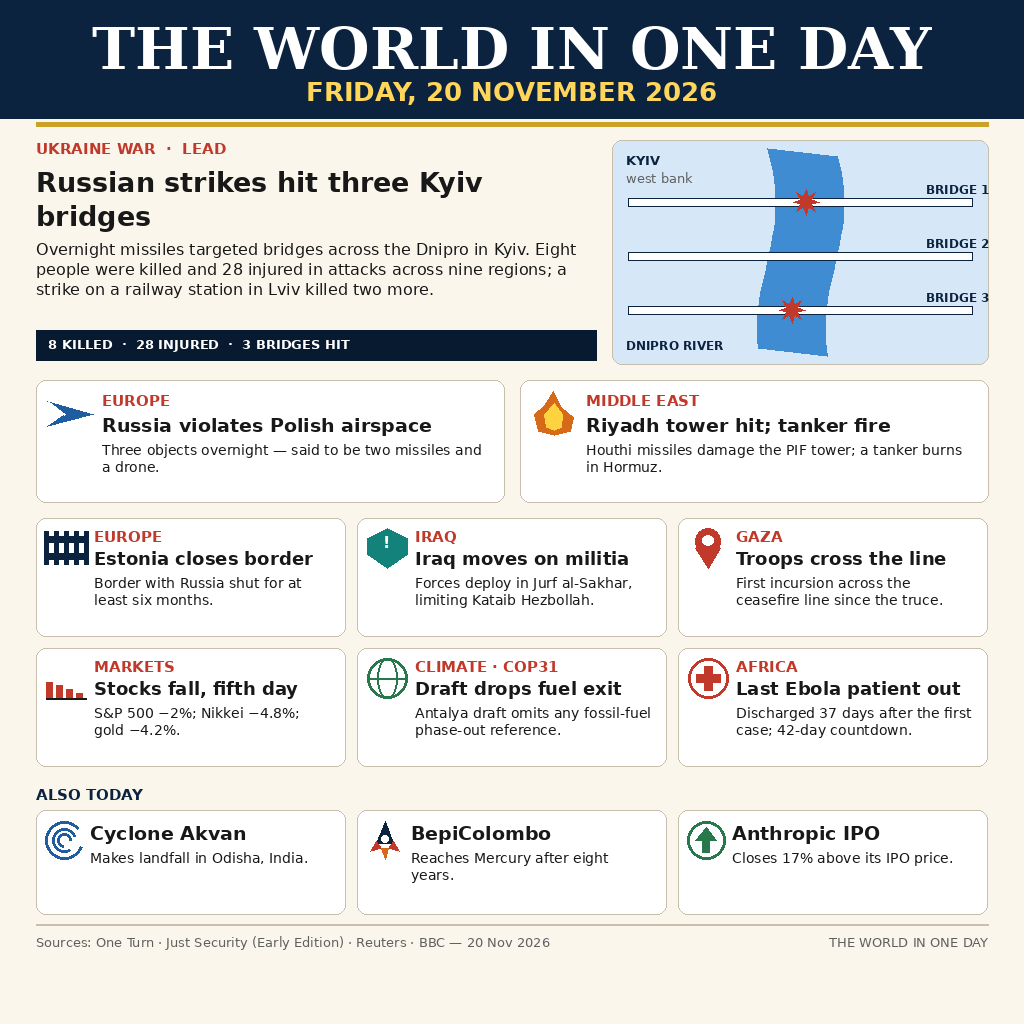 THE WORLD IN ONE DAY
FRIDAY, 20 NOVEMBER 2026
UKRAINE WAR · LEAD
Russian strikes hit three Kyiv
bridges
Overnight missiles targeted bridges across the Dnipro in Kyiv. Eight
people were killed and 28 injured in attacks across nine regions; a
strike on a railway station in Lviv killed two more.
8 KILLED · 28 INJURED · 3 BRIDGES HIT
KYIV
west bank
BRIDGE 1
BRIDGE 2
BRIDGE 3
DNIPRO RIVER
EUROPE
Russia violates Polish airspace
Three objects overnight — said to be two missiles and
a drone.
MIDDLE EAST
Riyadh tower hit; tanker fire
Houthi missiles damage the PIF tower; a tanker burns
in Hormuz.
EUROPE
Estonia closes border
Border with Russia shut for at
least six months.
!
IRAQ
Iraq moves on militia
Forces deploy in Jurf al-Sakhar,
limiting Kataib Hezbollah.
GAZA
Troops cross the line
First incursion across the
ceasefire line since the truce.
MARKETS
Stocks fall, fifth day
S&P 500 −2%; Nikkei −4.8%;
gold −4.2%.
CLIMATE · COP31
Draft drops fuel exit
Antalya draft omits any fossil-fuel
phase-out reference.
AFRICA
Last Ebola patient out
Discharged 37 days after the first
case; 42-day countdown.
ALSO TODAY
Cyclone Akvan
Makes landfall in Odisha, India.
BepiColombo
Reaches Mercury after eight
years.
Anthropic IPO
Closes 17% above its IPO price.
Sources: One Turn · Just Security (Early Edition) · Reuters · BBC — 20 Nov 2026
THE WORLD IN ONE DAY